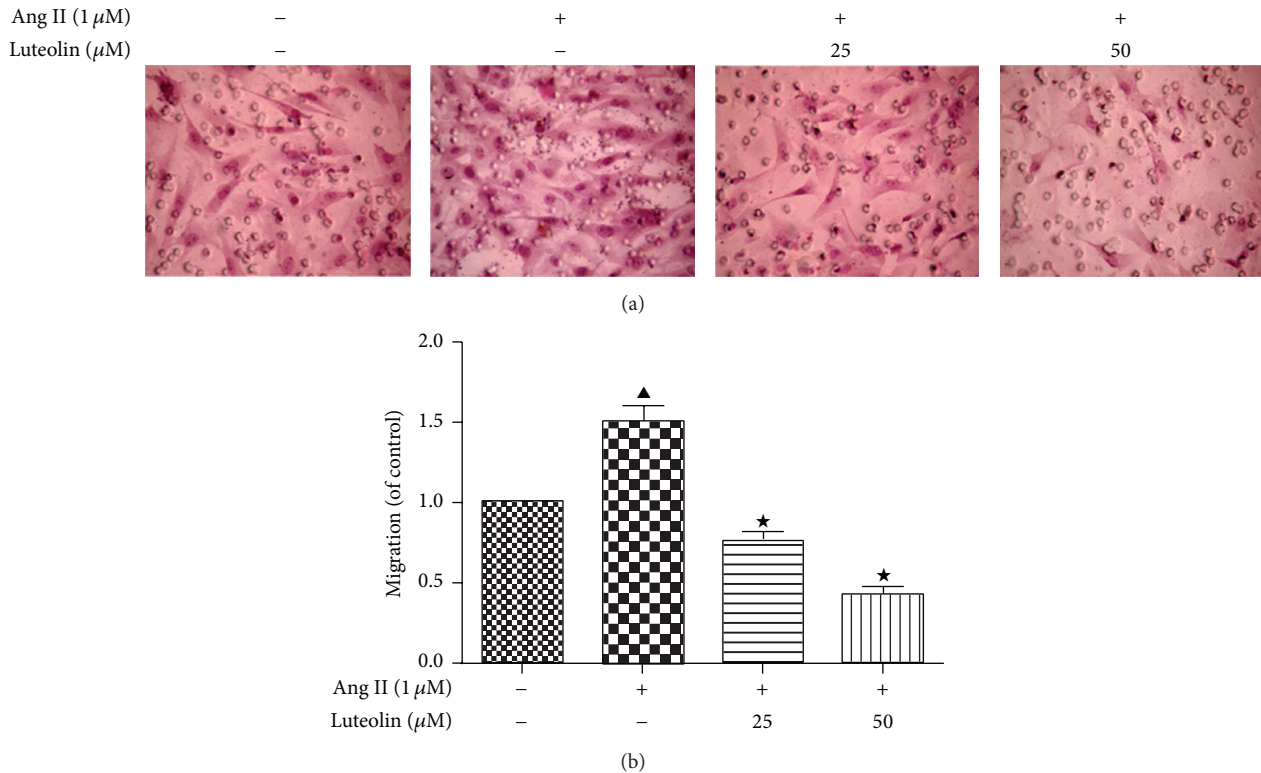 Ang II (1 μM) − + + +
Luteolin (μM) − − 25 50
(a)
2.0
1.5
1.0
0.5
0.0
Migration (of control)
Ang II (1 μM) − + + +
Luteolin (μM) − − 25 50
(b)